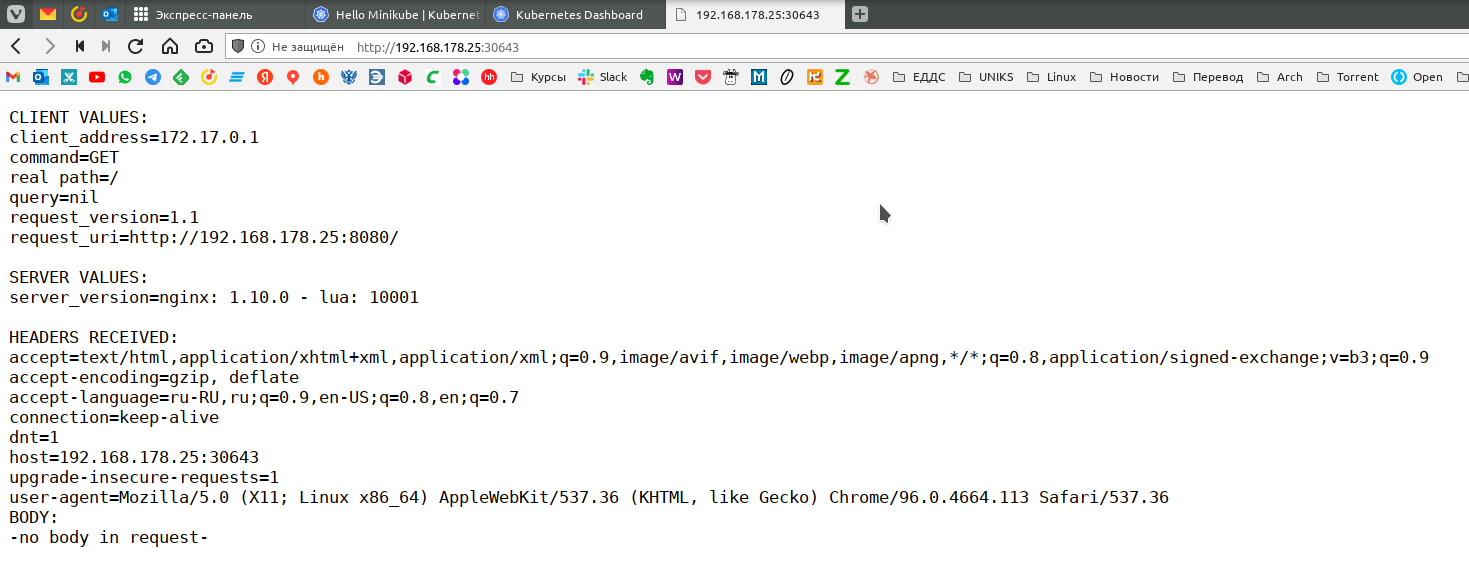 Экспресс-панель
Hello Minikube | Kubernet
Kubernetes Dashboard
192.168.178.25:30643
Не защищён http://192.168.178.25:30643
Курсы Slack ЕДДС UNIKS Linux Новости Перевод Arch Torrent Open
CLIENT VALUES:
client_address=172.17.0.1
command=GET
real path=/
query=nil
request_version=1.1
request_uri=http://192.168.178.25:8080/
SERVER VALUES:
server_version=nginx: 1.10.0 - lua: 10001
HEADERS RECEIVED:
accept=text/html,application/xhtml+xml,application/xml;q=0.9,image/avif,image/webp,image/apng,*/*;q=0.8,application/signed-exchange;v=b3;q=0.9
accept-encoding=gzip, deflate
accept-language=ru-RU,ru;q=0.9,en-US;q=0.8,en;q=0.7
connection=keep-alive
dnt=1
host=192.168.178.25:30643
upgrade-insecure-requests=1
user-agent=Mozilla/5.0 (X11; Linux x86_64) AppleWebKit/537.36 (KHTML, like Gecko) Chrome/96.0.4664.113 Safari/537.36
BODY:
-no body in request-